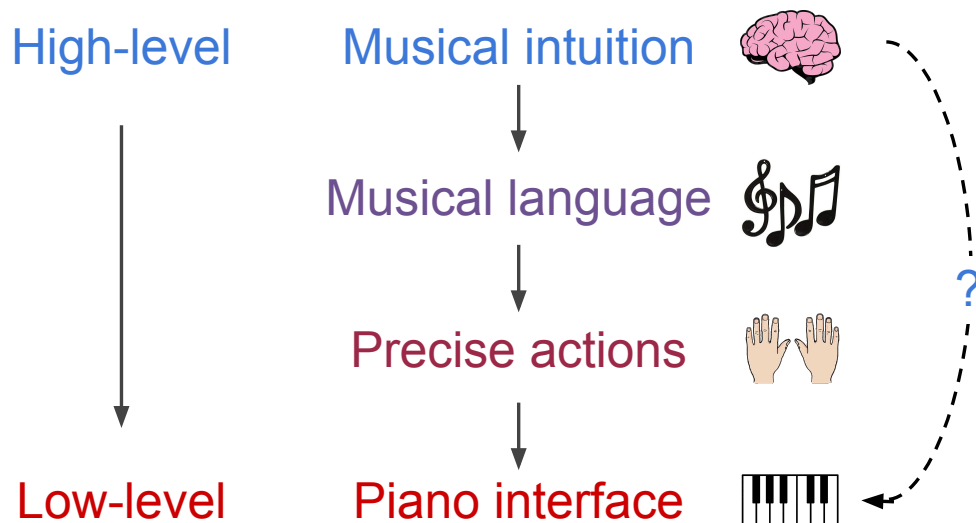 High-level
Musical intuition
Musical language
?
Precise actions
Low-level
Piano interface